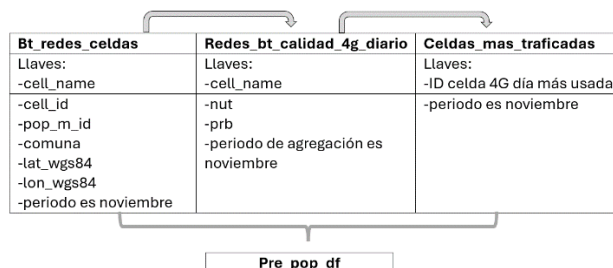 Bt_redes_celdas
Llaves:
-cell_name
-cell_id
-pop_m_id
-comuna
-lat_wgs84
-lon_wgs84
-periodo es noviembre
Redes_bt_calidad_4g_diario
Llaves:
-cell_name
-nut
-prb
-periodo de agregación es
noviembre
Celdas_mas_traficadas
Llaves:
-ID celda 4G día más usada
-periodo es noviembre
Pre_pop_df